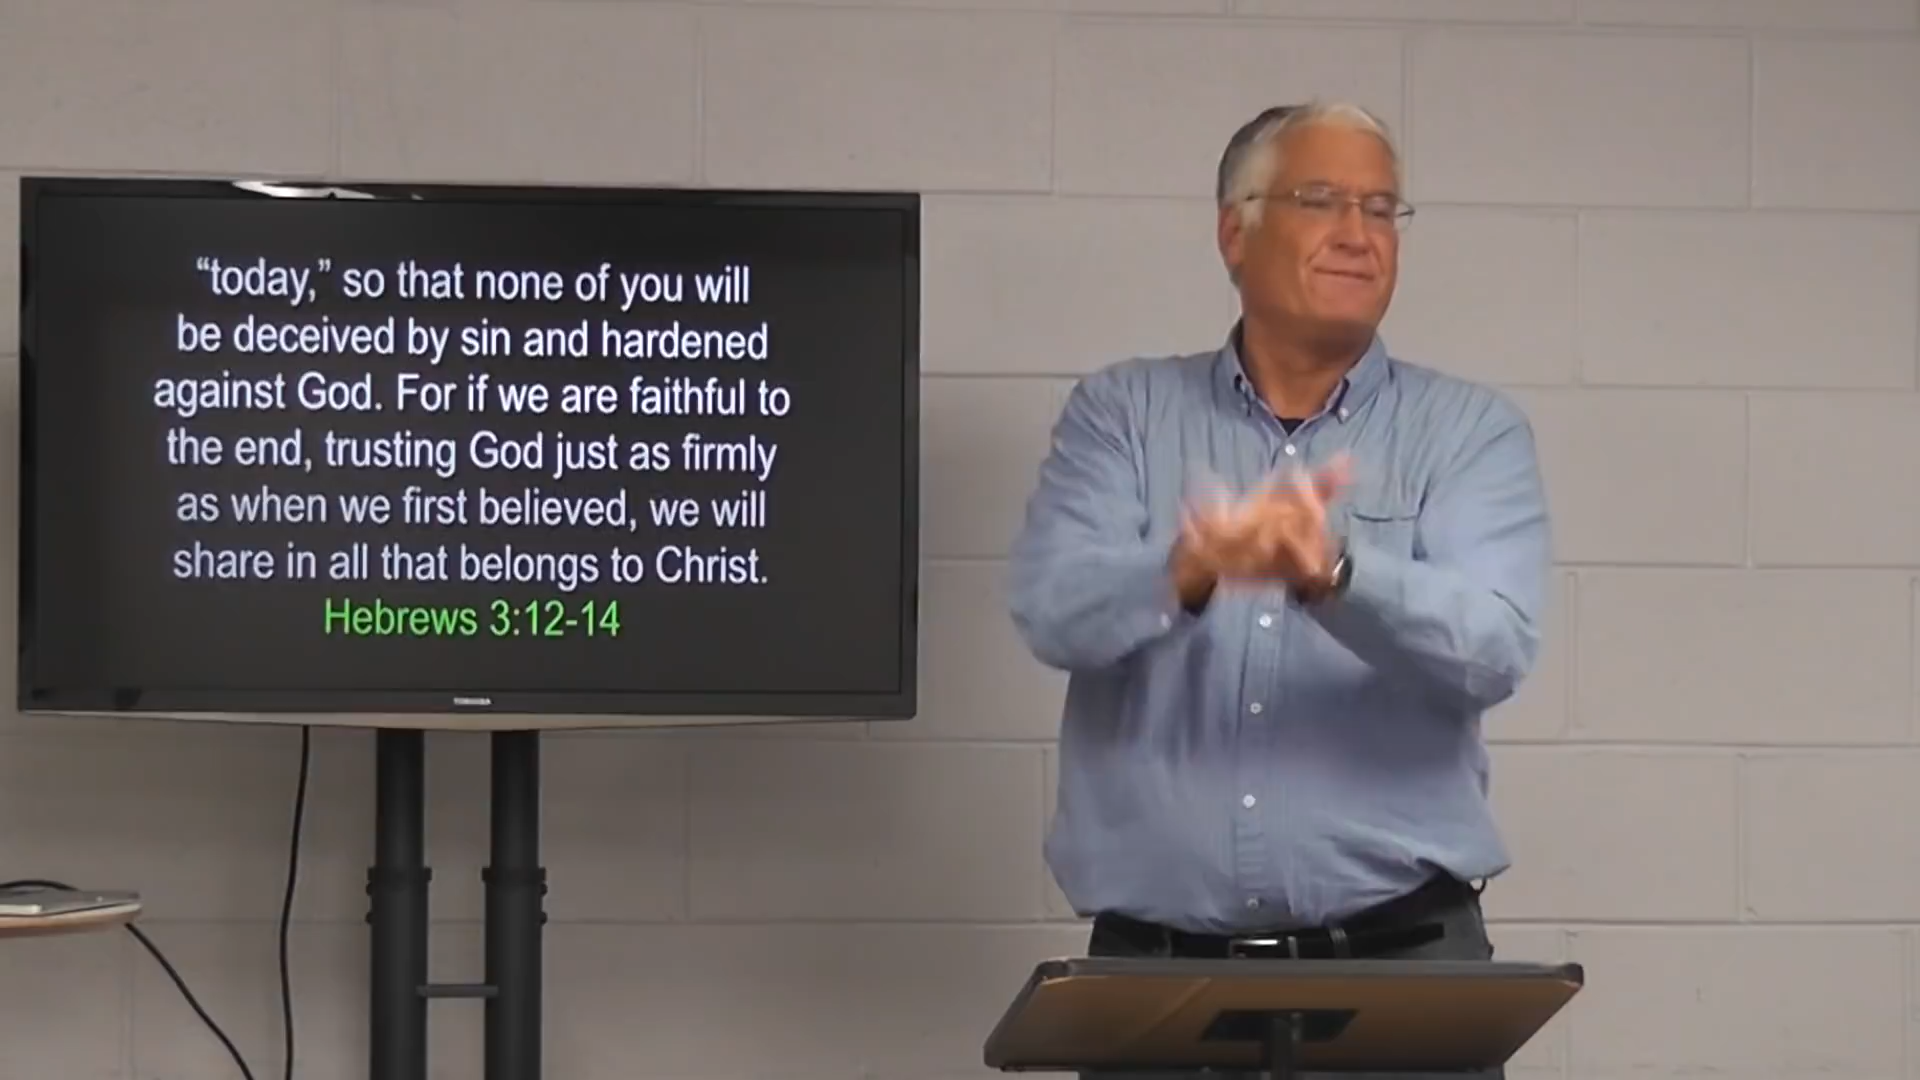 “today,” so that none of you will
be deceived by sin and hardened
against God. For if we are faithful to
the end, trusting God just as firmly
as when we first believed, we will
share in all that belongs to Christ.
Hebrews 3:12-14
TOSHIBA